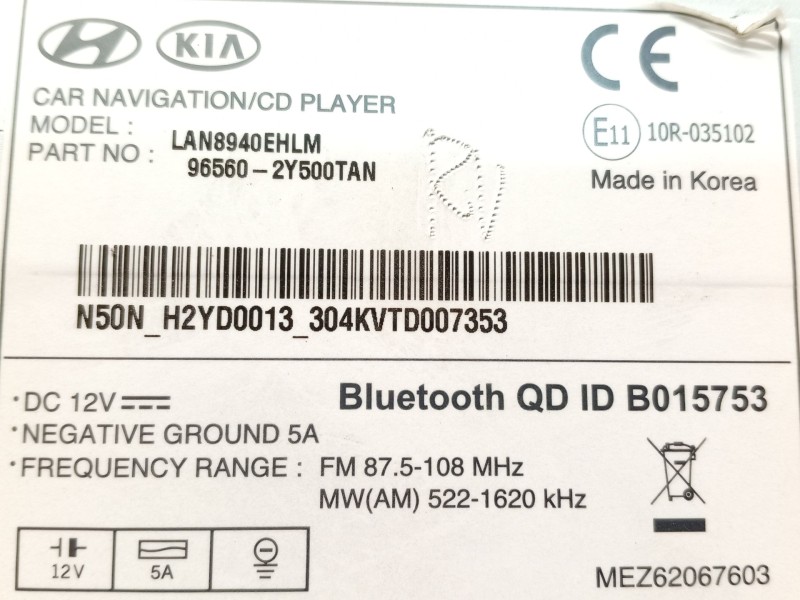 KIA
CE
CAR NAVIGATION/CD PLAYER
MODEL : LAN8940EHLM
PART NO : 96560-2Y500TAN
E11 10R-035102
Made in Korea
RV
N50N_H2YD0013_304KVTD007353
·DC 12V
Bluetooth QD ID B015753
·NEGATIVE GROUND 5A
·FREQUENCY RANGE : FM 87.5-108 MHz
MW(AM) 522-1620 kHz
12V 5A
MEZ62067603